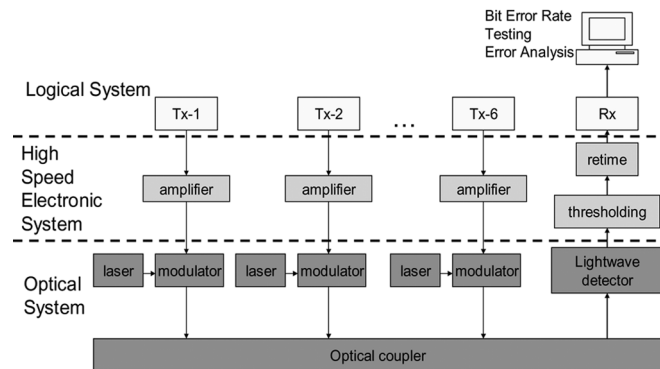 Bit Error Rate
Testing
Error Analysis
Logical System
Tx-1
Tx-2
...
Tx-6
Rx
High
Speed
Electronic
System
amplifier
amplifier
amplifier
retime
thresholding
Optical
System
laser
modulator
laser
modulator
laser
modulator
Lightwave
detector
Optical coupler